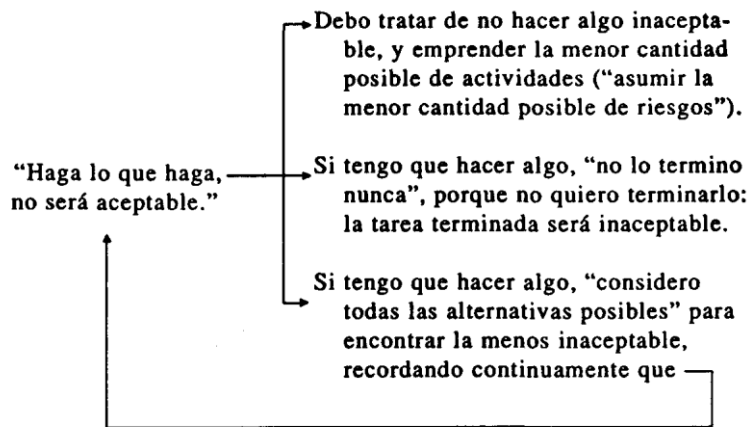 Debo tratar de no hacer algo inacepta-
ble, y emprender la menor cantidad
posible de actividades (“asumir la
menor cantidad posible de riesgos”).
“Haga lo que haga,
no será aceptable.”
Si tengo que hacer algo, “no lo termino
nunca”, porque no quiero terminarlo:
la tarea terminada será inaceptable.
Si tengo que hacer algo, “considero
todas las alternativas posibles” para
encontrar la menos inaceptable,
recordando continuamente que